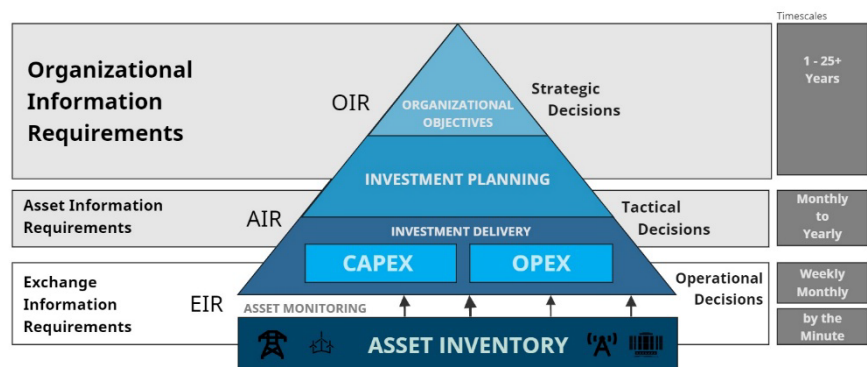 Timescales
Organizational
Information
Requirements
OIR
ORGANIZATIONAL
OBJECTIVES
Strategic
Decisions
1 - 25+
Years
INVESTMENT PLANNING
Asset Information
Requirements
AIR
INVESTMENT DELIVERY
Tactical
Decisions
Monthly
to
Yearly
CAPEX
OPEX
Exchange
Information
Requirements
EIR
Operational
Decisions
Weekly
Monthly
ASSET MONITORING
by the
Minute
ASSET INVENTORY